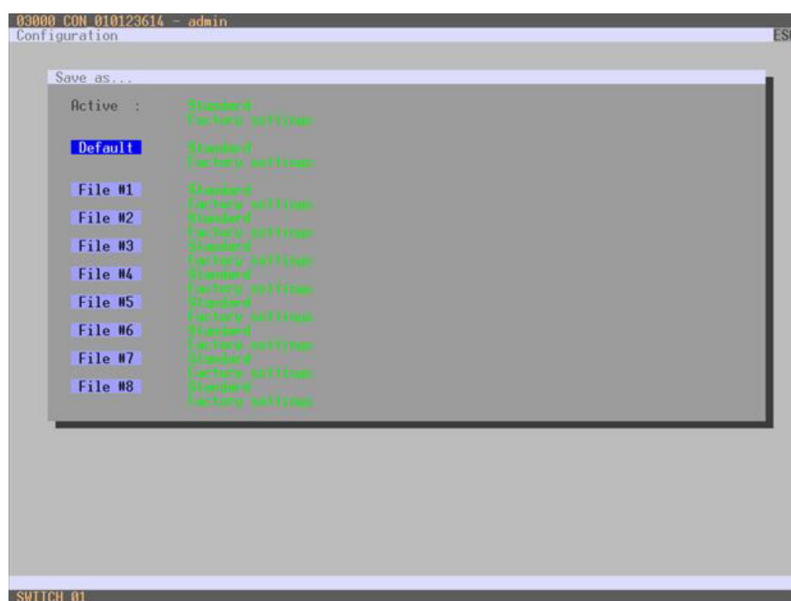 03000 CON 010123614 - admin
Configuration ES
Save as...
Active : Standard
Factory settings
Default Standard
Factory settings
File #1 Standard
Factory settings
File #2 Standard
Factory settings
File #3 Standard
Factory settings
File #4 Standard
Factory settings
File #5 Standard
Factory settings
File #6 Standard
Factory settings
File #7 Standard
Factory settings
File #8 Standard
Factory settings
SWITCH 01